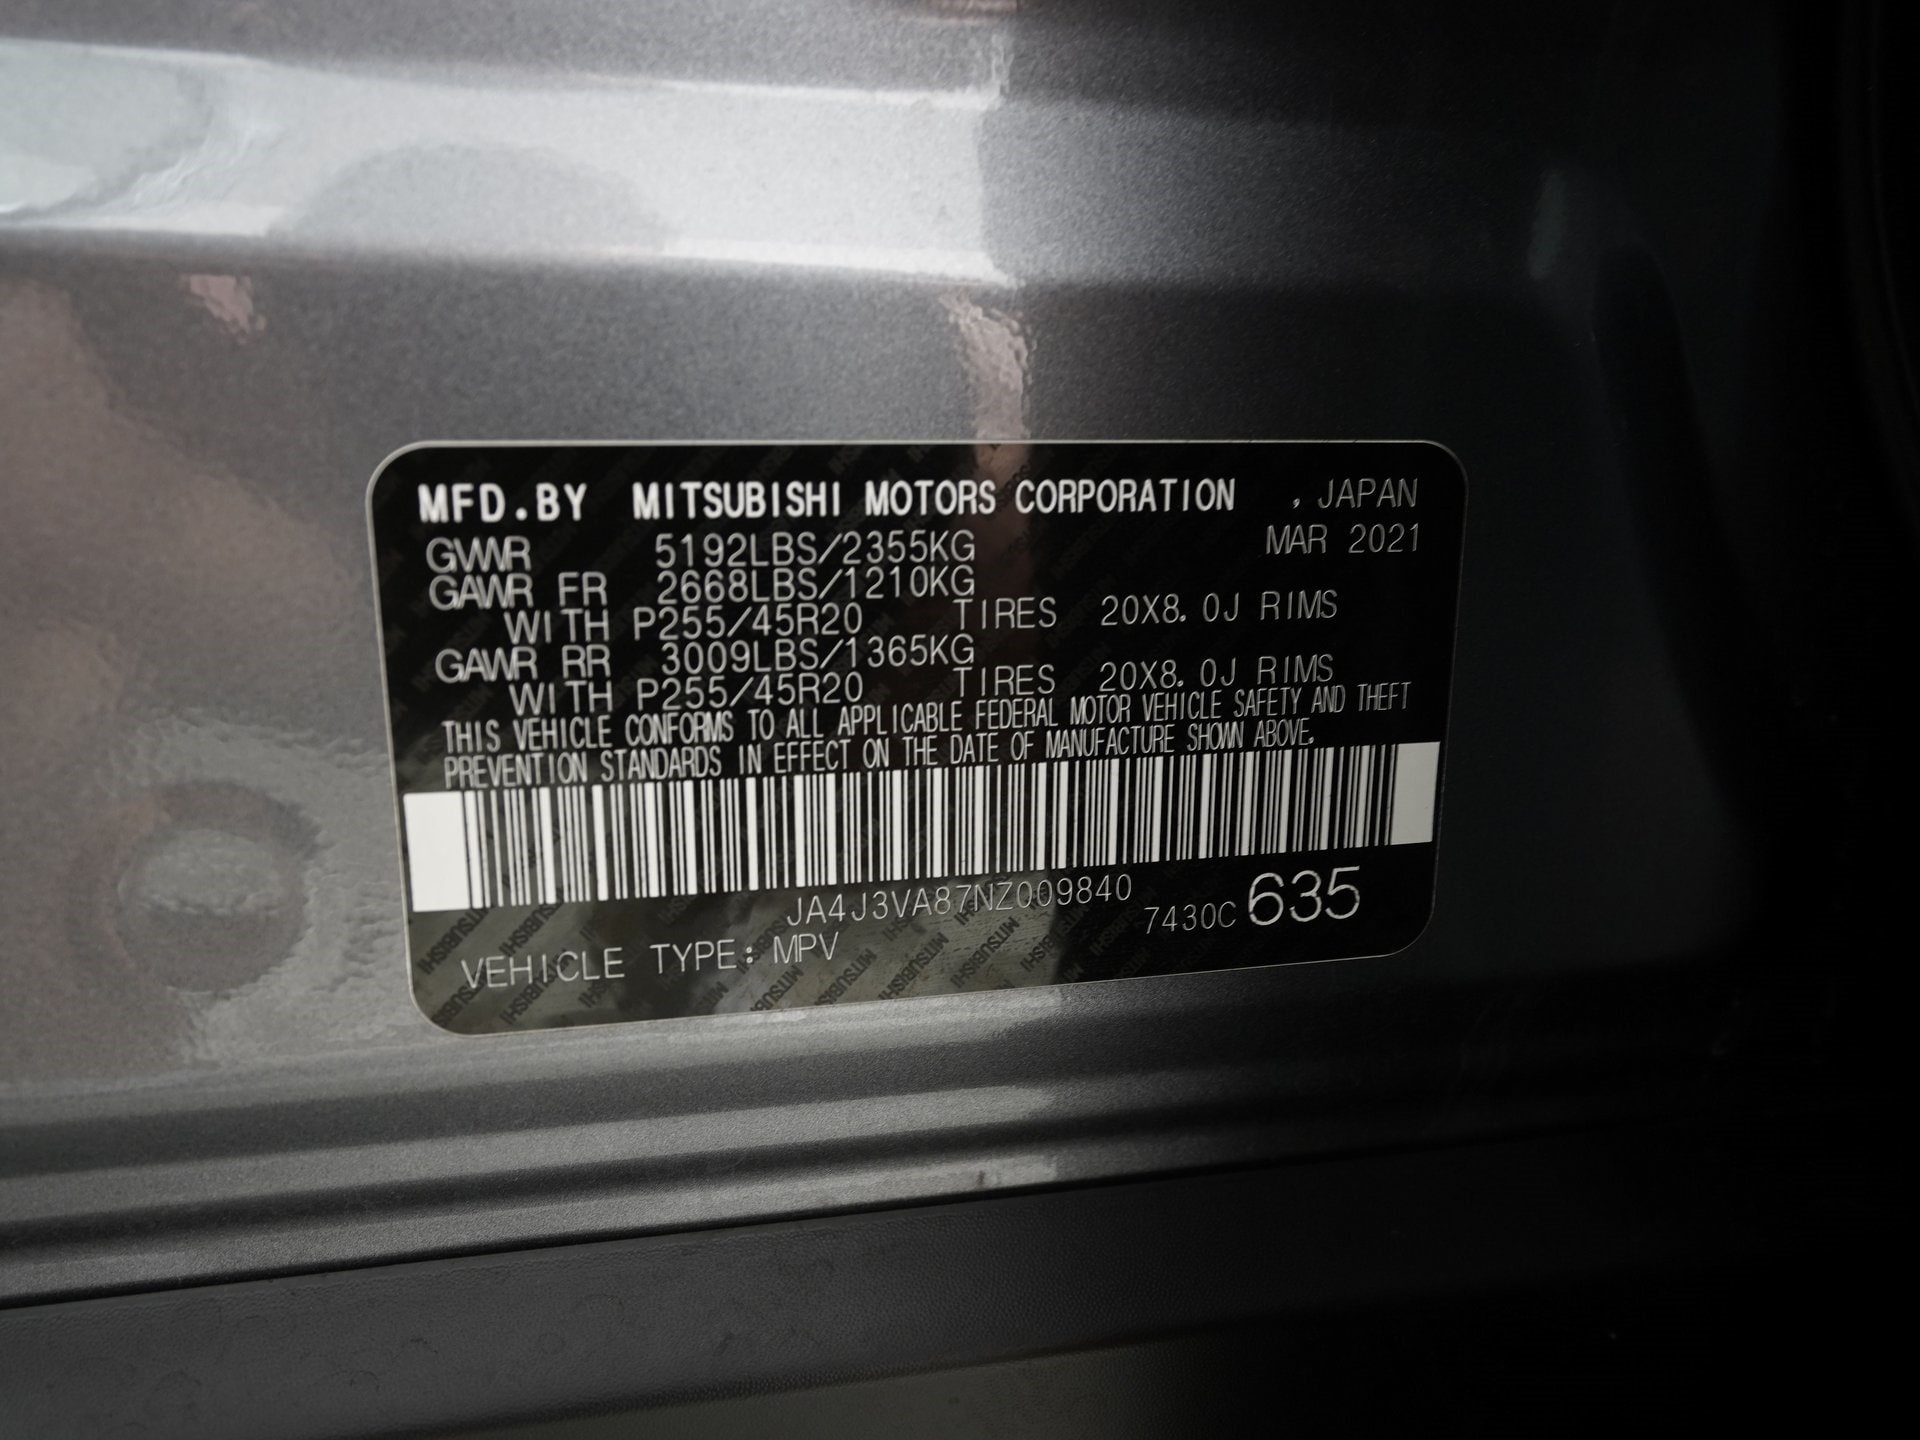 MFD.BY MITSUBISHI MOTORS CORPORATION , JAPAN
GVWR 5192LBS/2355KG MAR 2021
GAWR FR 2668LBS/1210KG
WITH P255/45R20 TIRES 20X8.0J RIMS
GAWR RR 3009LBS/1365KG
WITH P255/45R20 TIRES 20X8.0J RIMS
THIS VEHICLE CONFORMS TO ALL APPLICABLE FEDERAL MOTOR VEHICLE SAFETY AND THEFT
PREVENTION STANDARDS IN EFFECT ON THE DATE OF MANUFACTURE SHOWN ABOVE.
JA4J3VA87NZ009840
7430C 635
VEHICLE TYPE: MPV